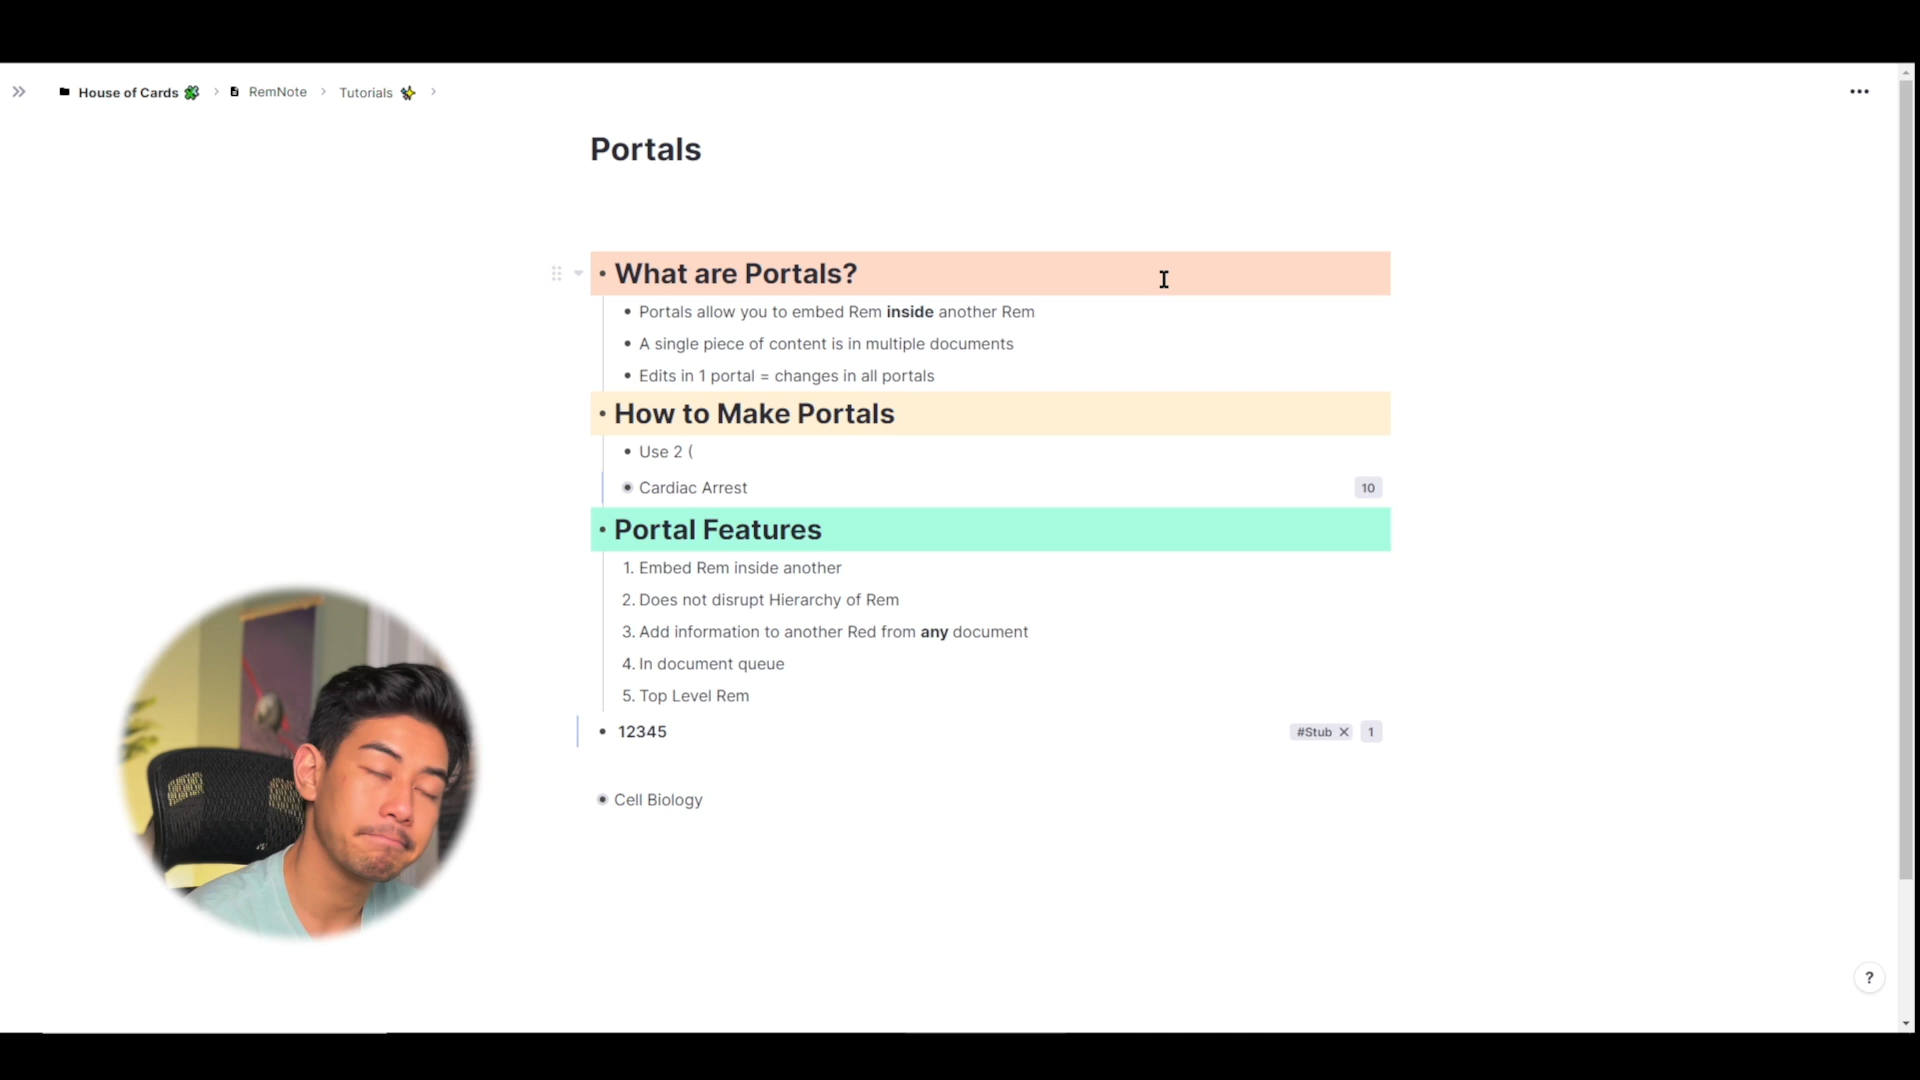 House of Cards > RemNote > Tutorials >
Portals
What are Portals?
Portals allow you to embed Rem inside another Rem
A single piece of content is in multiple documents
Edits in 1 portal = changes in all portals
How to Make Portals
Use 2 (
Cardiac Arrest 10
Portal Features
1. Embed Rem inside another
2. Does not disrupt Hierarchy of Rem
3. Add information to another Red from any document
4. In document queue
5. Top Level Rem
12345 #Stub X 1
Cell Biology
?